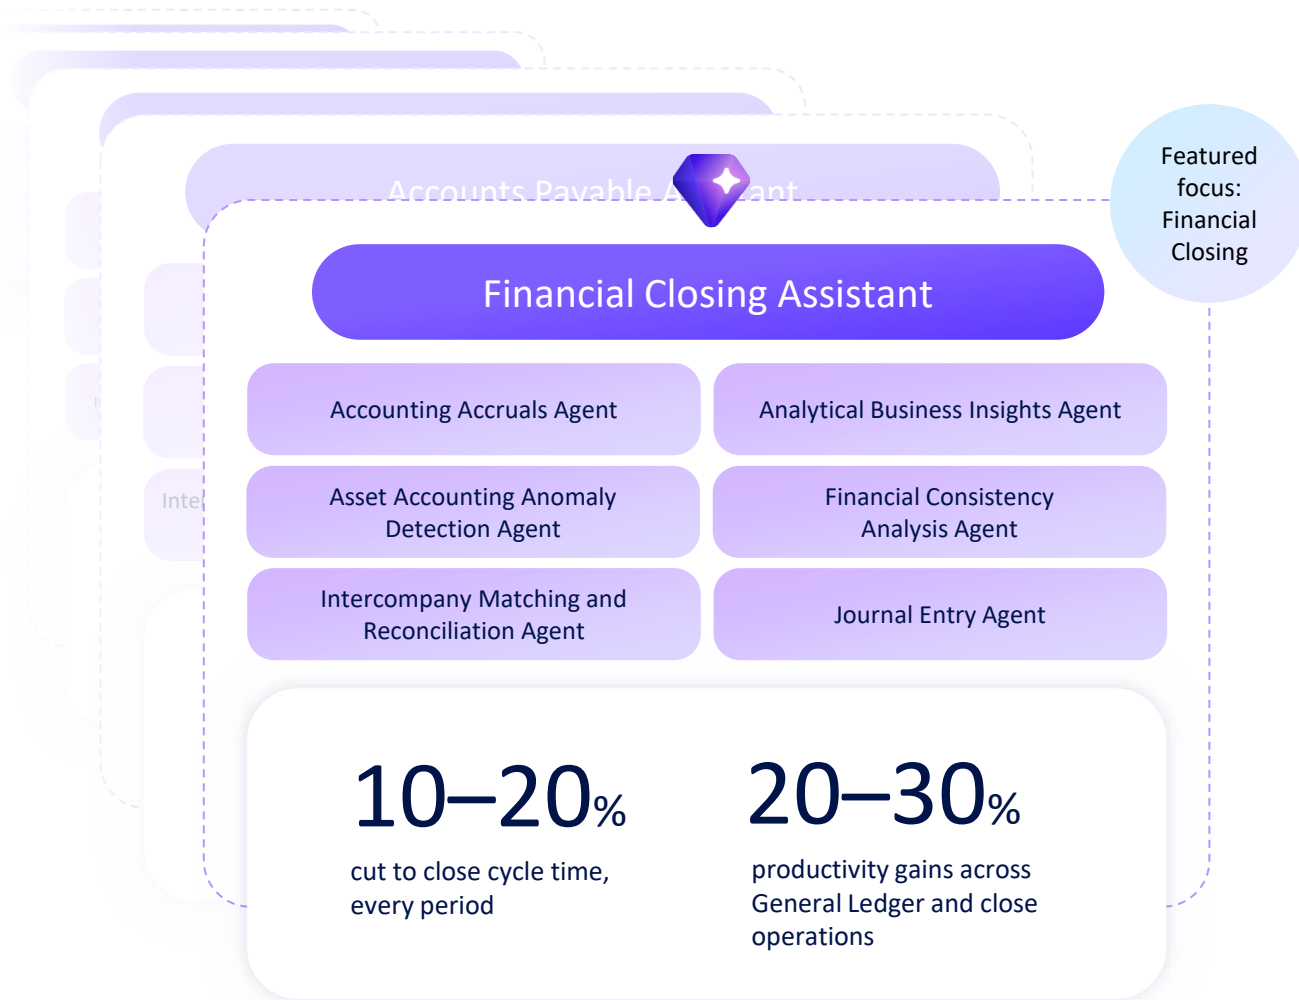 Accounts Payable
Featured
focus:
Financial
Closing
Financial Closing Assistant
Accounting Accruals Agent
Analytical Business Insights Agent
Asset Accounting Anomaly
Detection Agent
Financial Consistency
Analysis Agent
Intercompany Matching and
Reconciliation Agent
Journal Entry Agent
10–20%
cut to close cycle time,
every period
20–30%
productivity gains across
General Ledger and close
operations